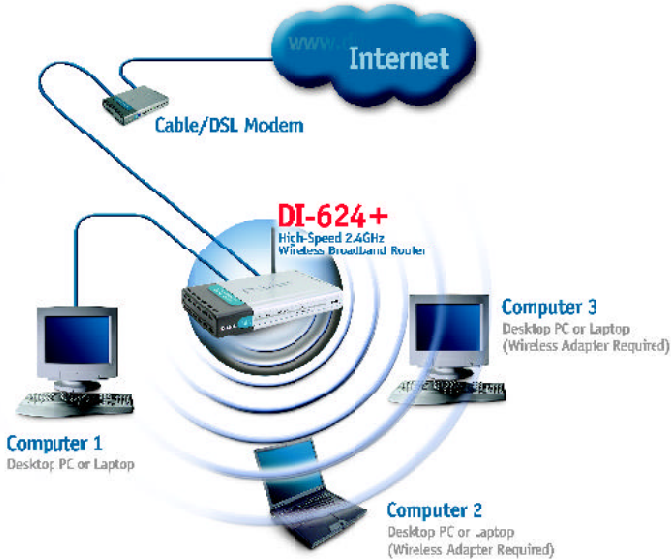 www.
Internet
Cable/DSL Modem
DI-624+
High-Speed 2.4GHz
Wireless Broadband Router
Computer 3
Desktop PC or Laptop
(Wireless Adapter Required)
Computer 1
Desktop PC or Laptop
Computer 2
Desktop PC or Laptop
(Wireless Adapter Required)